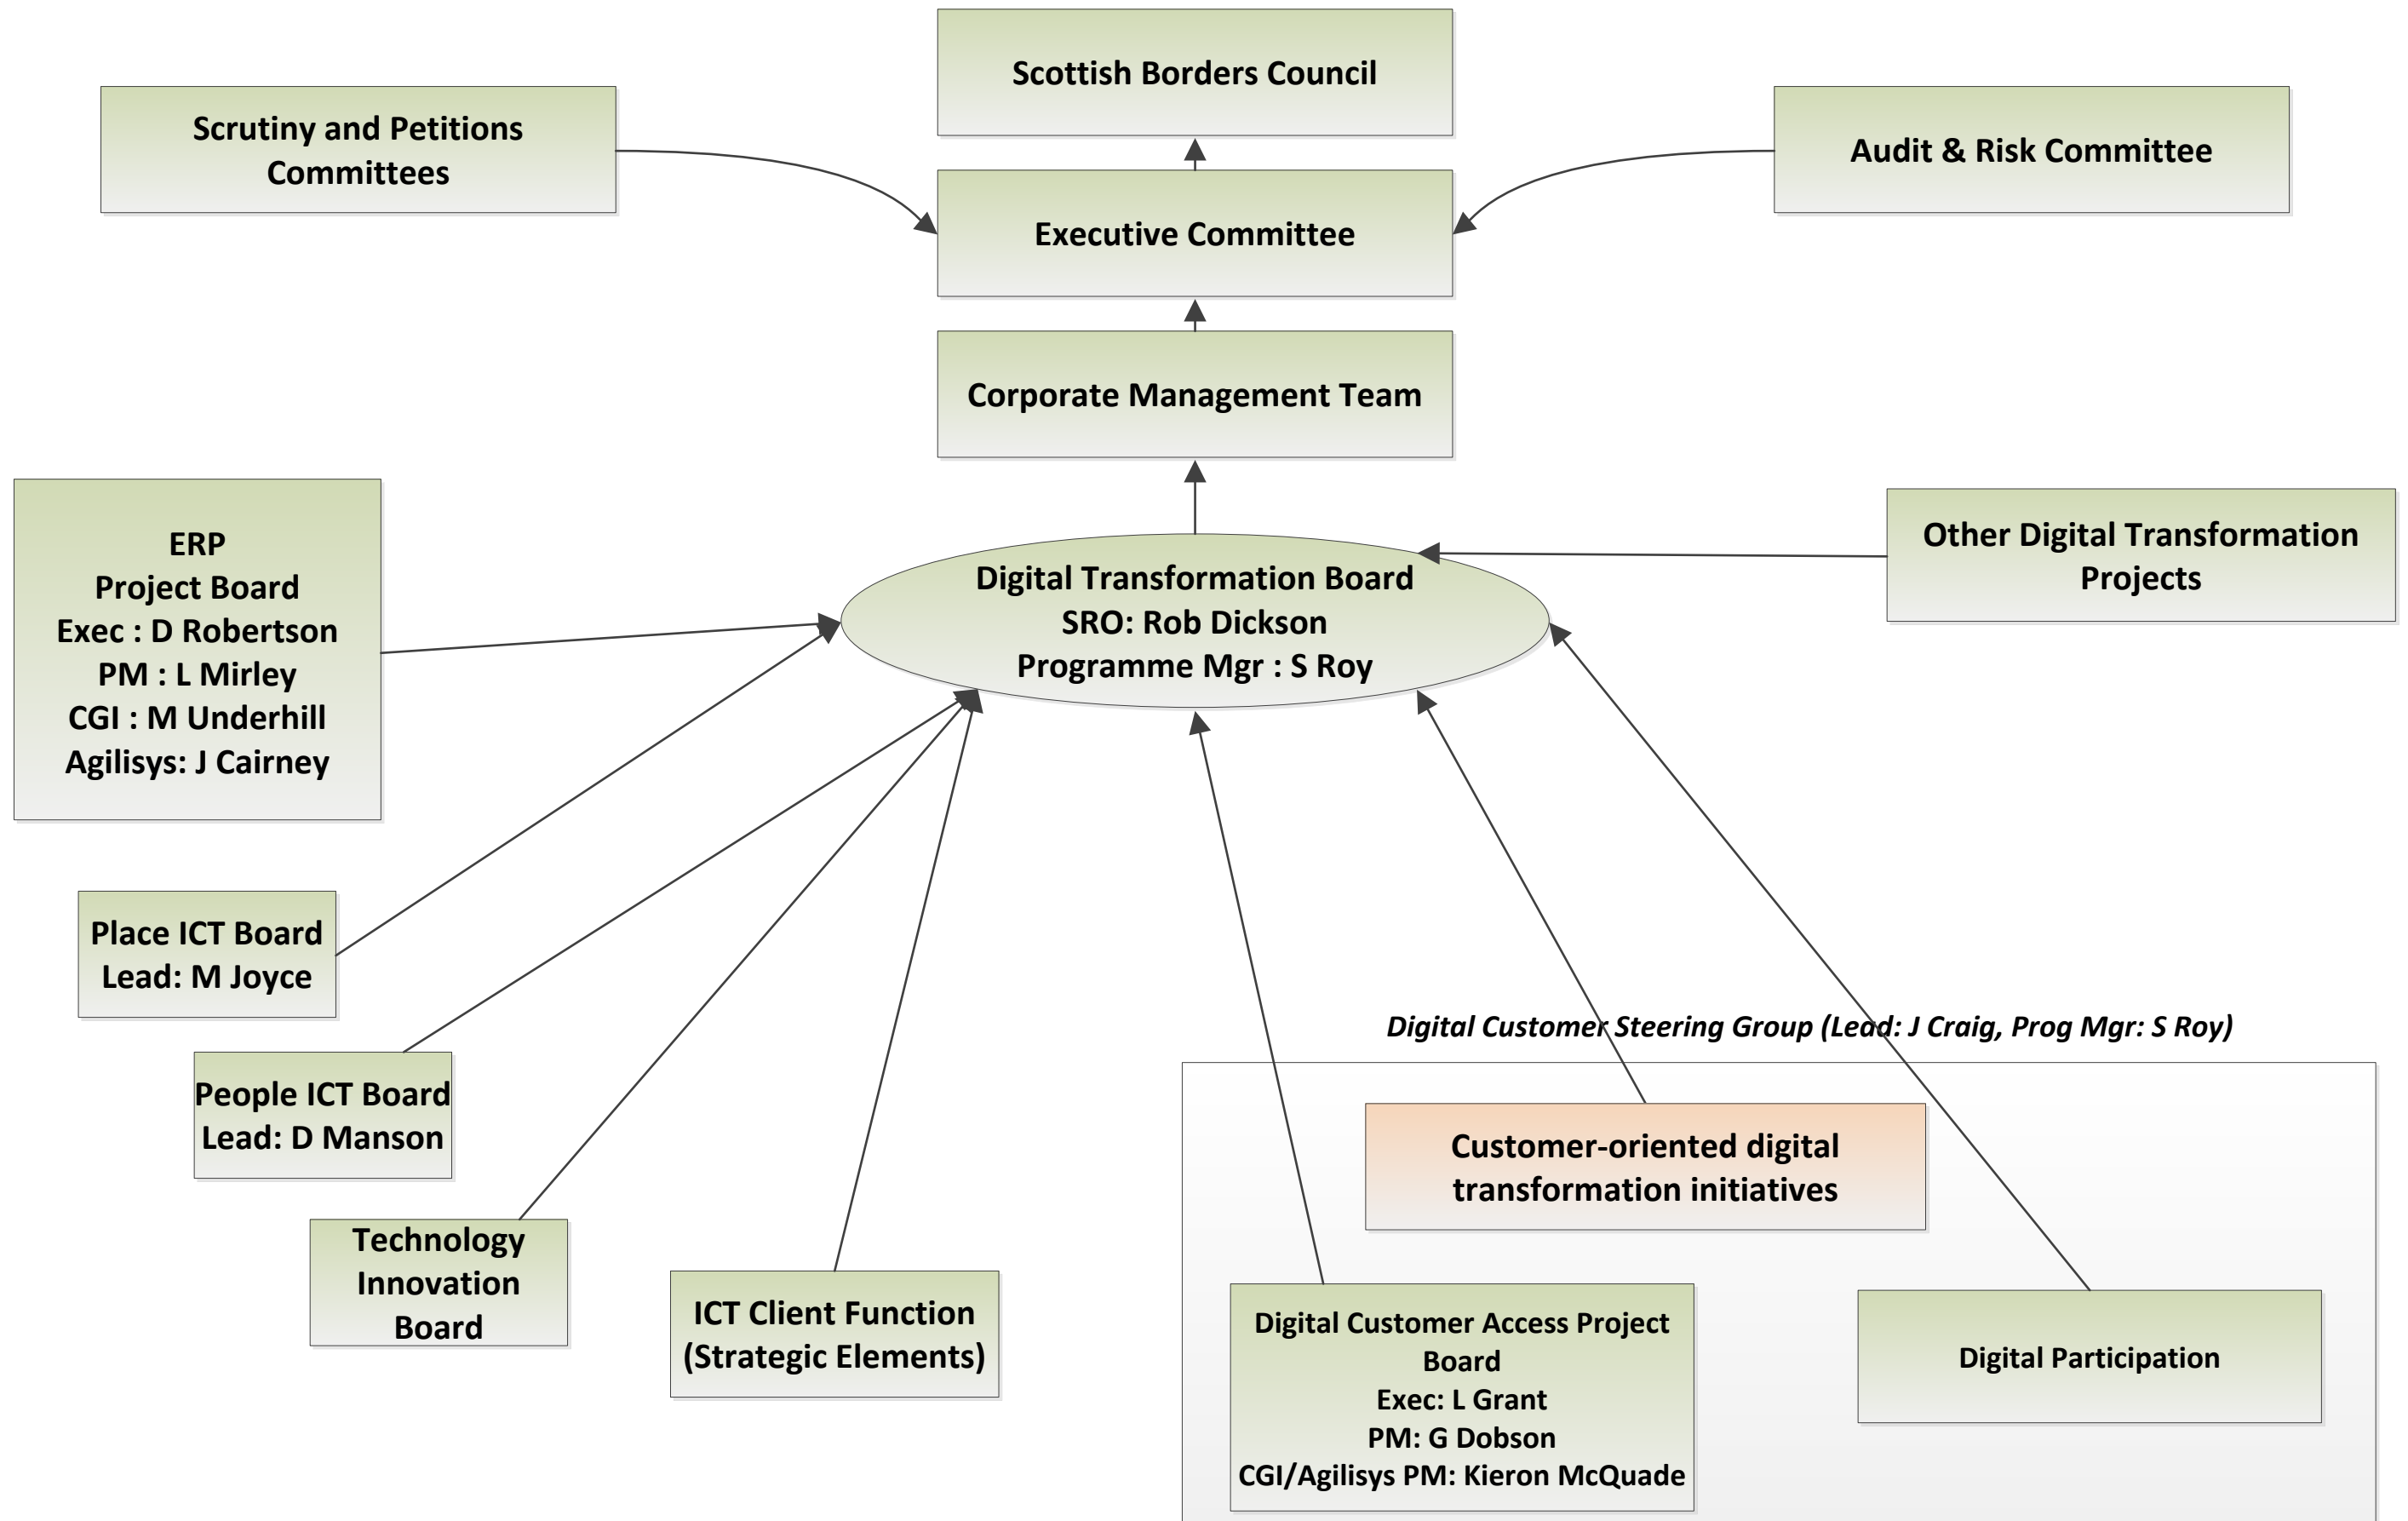 Scottish Borders Council
Scrutiny and Petitions
Committees
Audit & Risk Committee
Executive Committee
Corporate Management Team
ERP
Project Board
Exec : D Robertson
PM : L Mirley
CGI : M Underhill
Agilisys: J Cairney
Other Digital Transformation
Projects
Digital Transformation Board
SRO: Rob Dickson
Programme Mgr : S Roy
Place ICT Board
Lead: M Joyce
People ICT Board
Lead: D Manson
Technology
Innovation
Board
ICT Client Function
(Strategic Elements)
Digital Customer Steering Group (Lead: J Craig, Prog Mgr: S Roy)
Customer-oriented digital
transformation initiatives
Digital Customer Access Project
Board
Exec: L Grant
PM: G Dobson
CGI/Agilisys PM: Kieron McQuade
Digital Participation